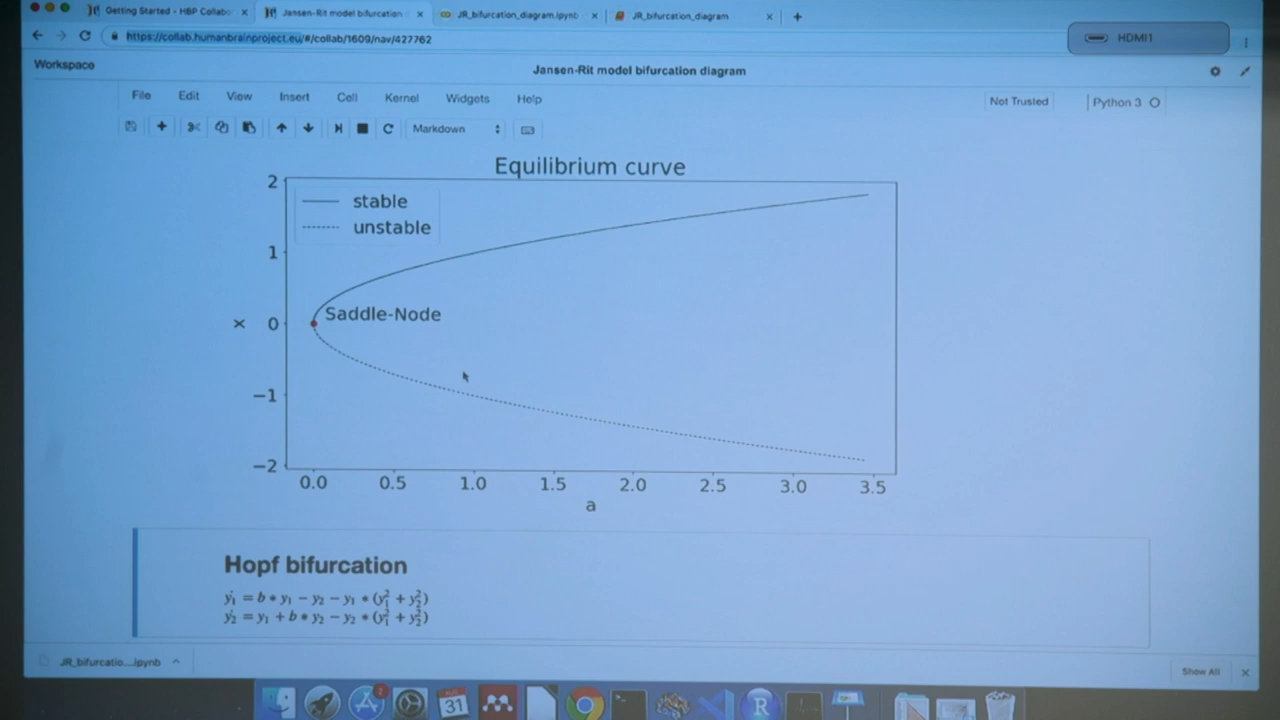 Getting Started - HBP Collabo
Jansen-Rit model bifurcation
JR_bifurcation_diagram.ipynb
JR_bifurcation_diagram
https://collab.humanbrainproject.eu/#/collab/1609/nav/427762
HDMI1
Workspace
Jansen-Rit model bifurcation diagram
File Edit View Insert Cell Kernel Widgets Help
Not Trusted
Python 3
Markdown
Equilibrium curve
stable
unstable
2
1
0
−1
−2
x
Saddle-Node
0.0 0.5 1.0 1.5 2.0 2.5 3.0 3.5
a
Hopf bifurcation
ẏ₁ = b * y₁ − y₂ − y₁ * (y₁² + y₂²)
ẏ₂ = y₁ + b * y₂ − y₂ * (y₁² + y₂²)
JR_bifurcatio...ipynb
Show All
31
R